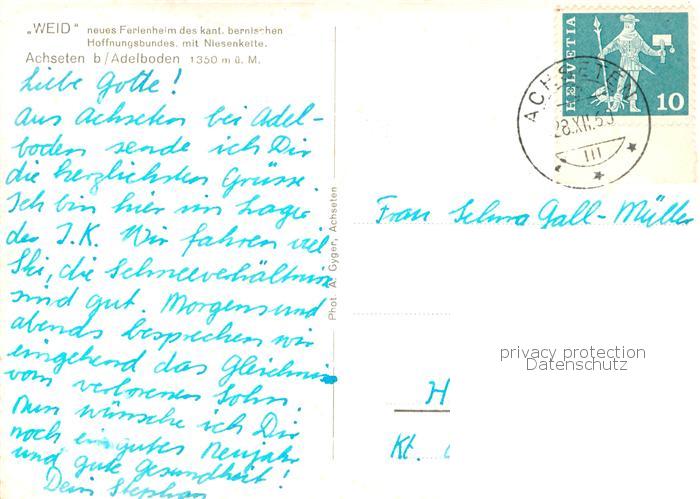 „WEID“ neues Ferienheim des kant. bernischen
Hoffnungsbundes, mit Niesenkette.
Achseten b/Adelboden 1350 m ü. M.
Liebe Gotte!
Aus Achseten bei Adel-
boden sende ich Dir
die herzlichsten Grüsse.
Ich bin hier im Lager
des J.K. Wir fahren viel
Ski, die Schneeverhältnisse
sind gut. Morgens und
abends besprechen wir
eingehend das Gleichnis
vom verlorenen Sohn.
Nun wünsche ich Dir
noch ein gutes Neujahr
und gute Gesundheit!
Dein Stephan
Phot. A. Gyger, Achseten
HELVETIA
10
ACHSETEN
28.XII.6
III
Frau Selma Gall-Müller
privacy protection
Datenschutz
H
Kt.